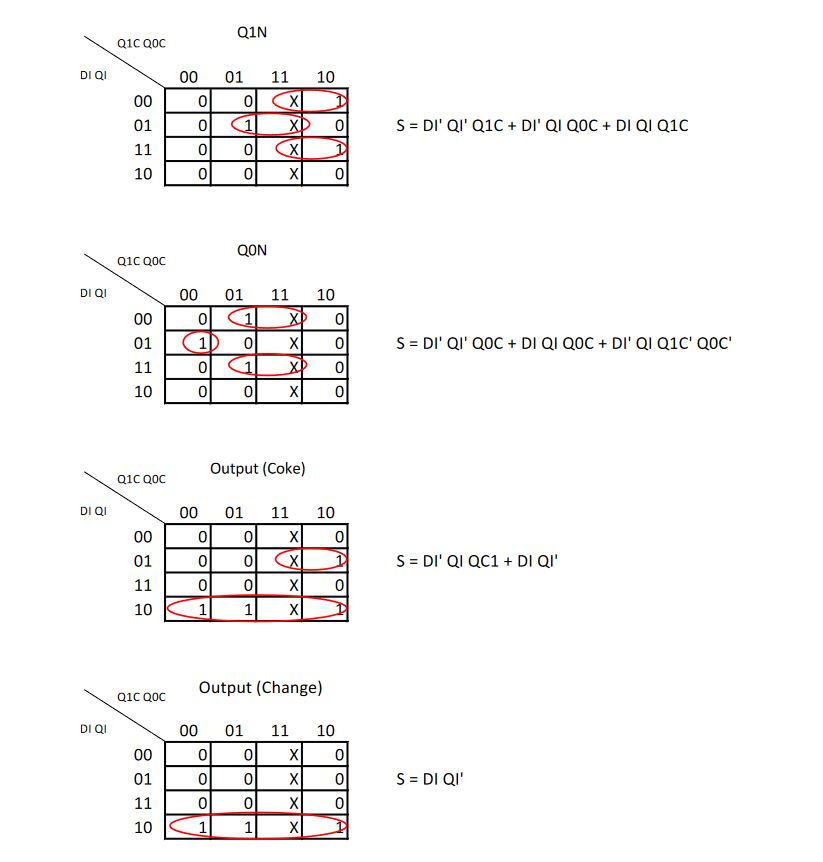 Q1N
Q1C Q0C
DI QI
00 01 11 10
00 0 0 X 1
01 0 1 X 0
11 0 0 X 1
10 0 0 X 0
S = DI' QI' Q1C + DI' QI Q0C + DI QI Q1C
Q0N
Q1C Q0C
DI QI
00 01 11 10
00 0 1 X 0
01 1 0 X 0
11 0 1 X 0
10 0 0 X 0
S = DI' QI' Q0C + DI QI Q0C + DI' QI Q1C' Q0C'
Output (Coke)
Q1C Q0C
DI QI
00 01 11 10
00 0 0 X 0
01 0 0 X 1
11 0 0 X 0
10 1 1 X 1
S = DI' QI QC1 + DI QI'
Output (Change)
Q1C Q0C
DI QI
00 01 11 10
00 0 0 X 0
01 0 0 X 0
11 0 0 X 0
10 1 1 X 1
S = DI QI'